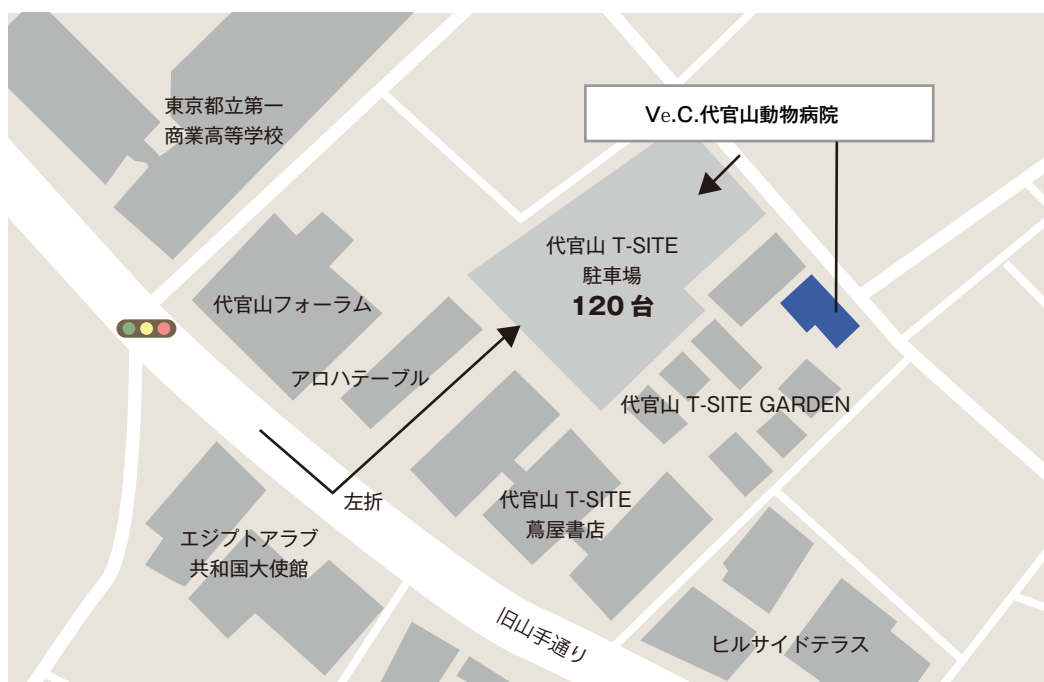 東京都立第一
商業高等学校
Ve.C.代官山動物病院
代官山 T-SITE
駐車場
120 台
代官山フォーラム
アロハテーブル
代官山 T-SITE GARDEN
左折
代官山 T-SITE
蔦屋書店
エジプトアラブ
共和国大使館
旧山手通り
ヒルサイドテラス